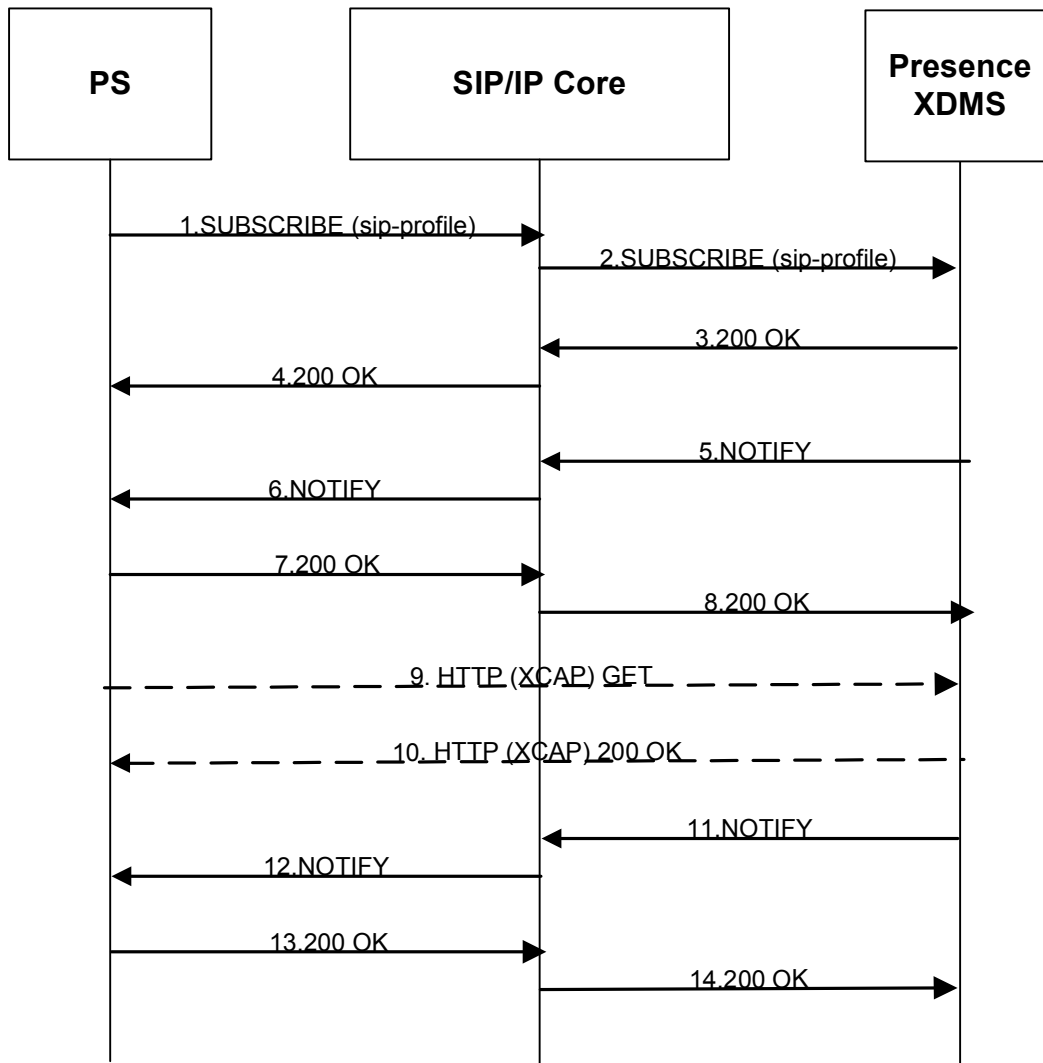 PS
SIP/IP Core
Presence
XDMS
1.SUBSCRIBE (sip-profile)
2.SUBSCRIBE (sip-profile)
3.200 OK
4.200 OK
5.NOTIFY
6.NOTIFY
7.200 OK
8.200 OK
9. HTTP (XCAP) GET
10. HTTP (XCAP) 200 OK
11.NOTIFY
12.NOTIFY
13.200 OK
14.200 OK